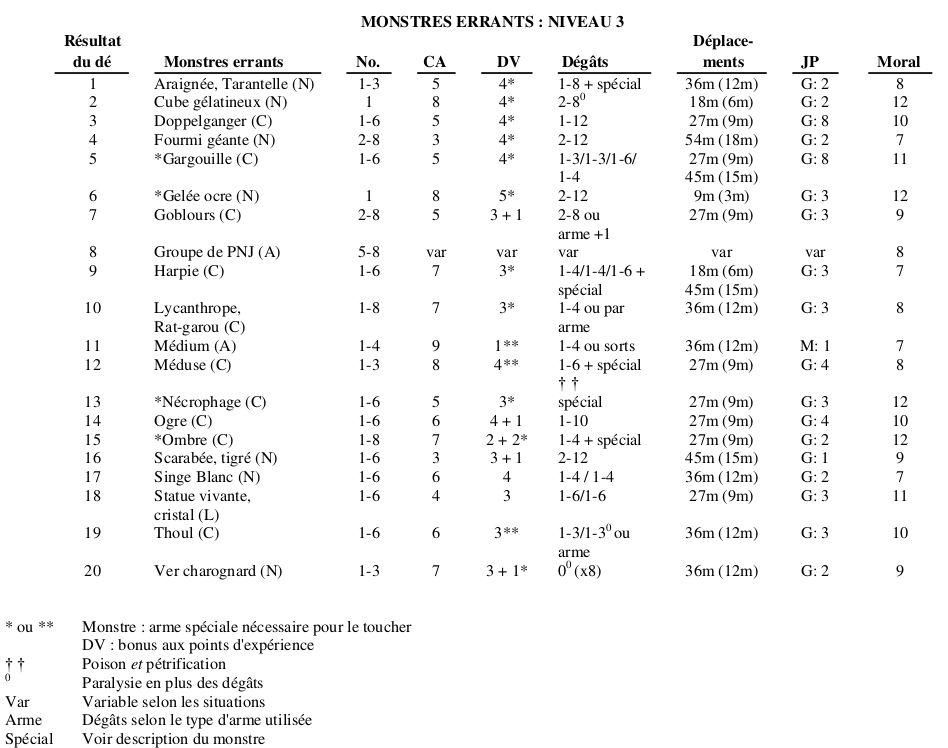 MONSTRES ERRANTS : NIVEAU 3
Résultat Déplace-
du dé Monstres errants No. CA DV Dégâts ments JP Moral
1 Araignée, Tarantelle (N) 1-3 5 4* 1-8 + spécial 36m (12m) G: 2 8
2 Cube gélatineux (N) 1 8 4* 2-8⁰ 18m (6m) G: 2 12
3 Doppelganger (C) 1-6 5 4* 1-12 27m (9m) G: 8 10
4 Fourmi géante (N) 2-8 3 4* 2-12 54m (18m) G: 2 7
5 *Gargouille (C) 1-6 5 4* 1-3/1-3/1-6/ 27m (9m) G: 8 11
1-4 45m (15m)
6 *Gelée ocre (N) 1 8 5* 2-12 9m (3m) G: 3 12
7 Goblours (C) 2-8 5 3 + 1 2-8 ou 27m (9m) G: 3 9
arme +1
8 Groupe de PNJ (A) 5-8 var var var var var 8
9 Harpie (C) 1-6 7 3* 1-4/1-4/1-6 + 18m (6m) G: 3 7
spécial 45m (15m)
10 Lycanthrope, 1-8 7 3* 1-4 ou par 36m (12m) G: 3 8
Rat-garou (C) arme
11 Médium (A) 1-4 9 1** 1-4 ou sorts 36m (12m) M: 1 7
12 Méduse (C) 1-3 8 4** 1-6 + spécial 27m (9m) G: 4 8
† †
13 *Nécrophage (C) 1-6 5 3* spécial 27m (9m) G: 3 12
14 Ogre (C) 1-6 6 4 + 1 1-10 27m (9m) G: 4 10
15 *Ombre (C) 1-8 7 2 + 2* 1-4 + spécial 27m (9m) G: 2 12
16 Scarabée, tigré (N) 1-6 3 3 + 1 2-12 45m (15m) G: 1 9
17 Singe Blanc (N) 1-6 6 4 1-4 / 1-4 36m (12m) G: 2 7
18 Statue vivante, 1-6 4 3 1-6/1-6 27m (9m) G: 3 11
cristal (L)
19 Thoul (C) 1-6 6 3** 1-3/1-3⁰ ou 36m (12m) G: 3 10
arme
20 Ver charognard (N) 1-3 7 3 + 1* 0⁰ (x8) 36m (12m) G: 2 9
* ou ** Monstre : arme spéciale nécessaire pour le toucher
DV : bonus aux points d'expérience
† † Poison et pétrification
⁰ Paralysie en plus des dégâts
Var Variable selon les situations
Arme Dégâts selon le type d'arme utilisée
Spécial Voir description du monstre